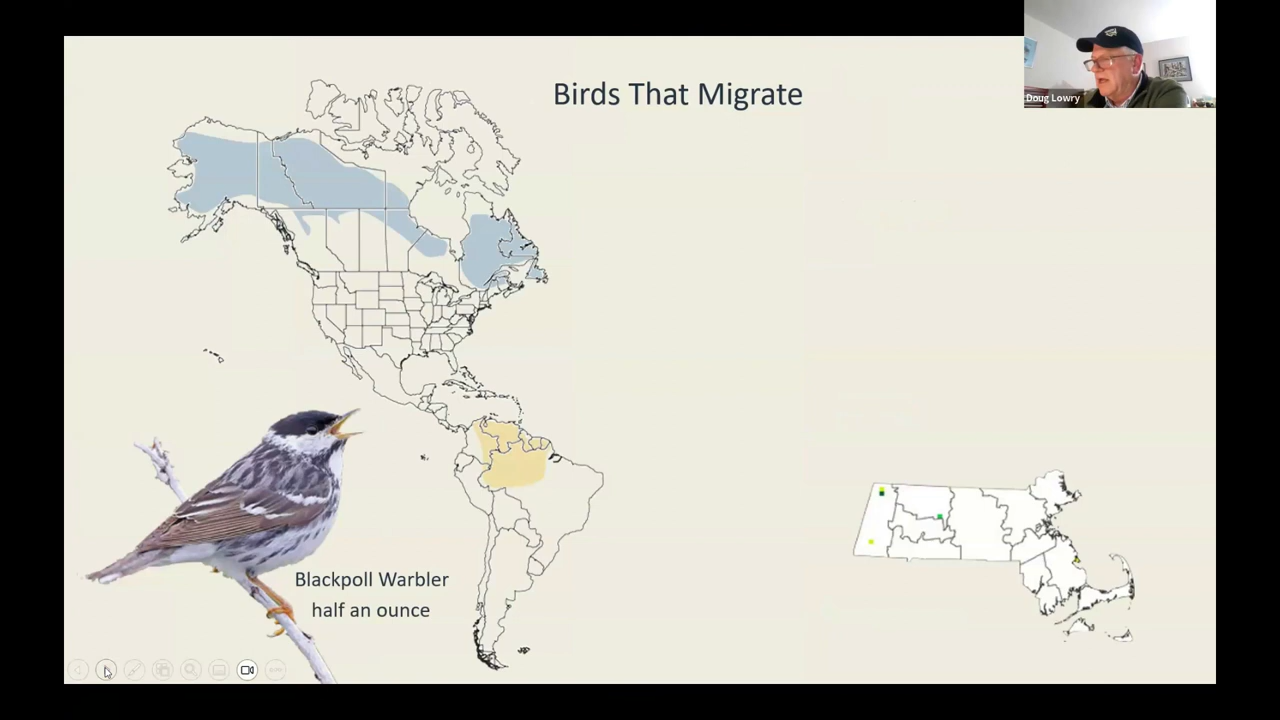 Birds That Migrate
Doug Lowry
Blackpoll Warbler
half an ounce